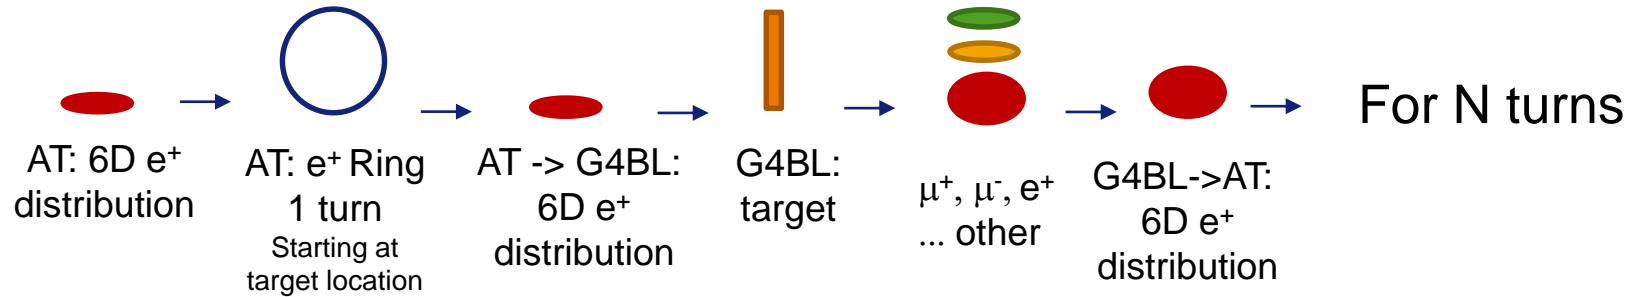 AT: 6D e⁺
distribution
AT: e⁺ Ring
1 turn
Starting at
target location
AT -> G4BL:
6D e⁺
distribution
G4BL:
target
μ⁺, μ⁻, e⁺
... other
G4BL->AT:
6D e⁺
distribution
For N turns